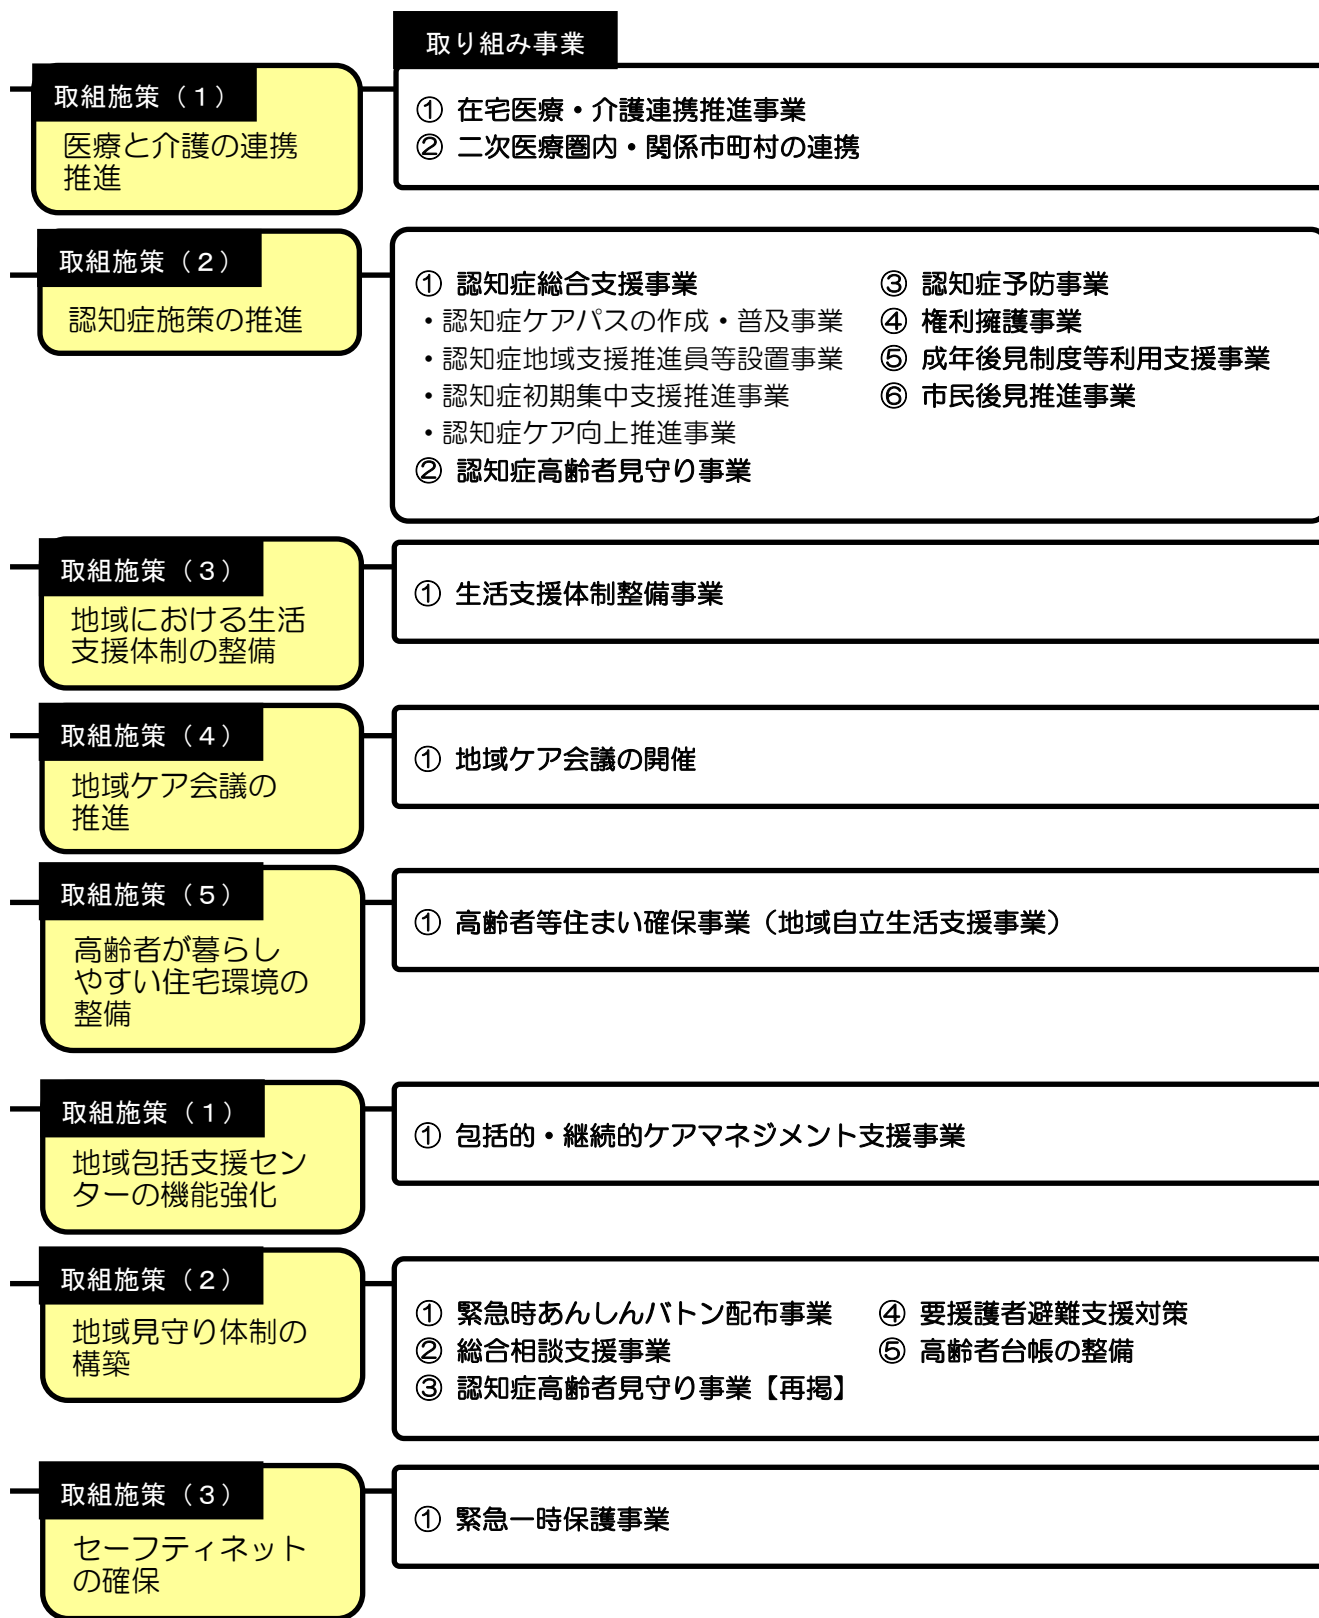 取り組み事業
取組施策（１）
医療と介護の連携
推進
① 在宅医療・介護連携推進事業
② 二次医療圏内・関係市町村の連携
取組施策（２）
認知症施策の推進
① 認知症総合支援事業
・認知症ケアパスの作成・普及事業
・認知症地域支援推進員等設置事業
・認知症初期集中支援推進事業
・認知症ケア向上推進事業
② 認知症高齢者見守り事業
③ 認知症予防事業
④ 権利擁護事業
⑤ 成年後見制度等利用支援事業
⑥ 市民後見推進事業
取組施策（３）
地域における生活
支援体制の整備
① 生活支援体制整備事業
取組施策（４）
地域ケア会議の
推進
① 地域ケア会議の開催
取組施策（５）
高齢者が暮らし
やすい住宅環境の
整備
① 高齢者等住まい確保事業（地域自立生活支援事業）
取組施策（１）
地域包括支援セン
ターの機能強化
① 包括的・継続的ケアマネジメント支援事業
取組施策（２）
地域見守り体制の
構築
① 緊急時あんしんバトン配布事業
② 総合相談支援事業
③ 認知症高齢者見守り事業【再掲】
④ 要援護者避難支援対策
⑤ 高齢者台帳の整備
取組施策（３）
セーフティネット
の確保
① 緊急一時保護事業